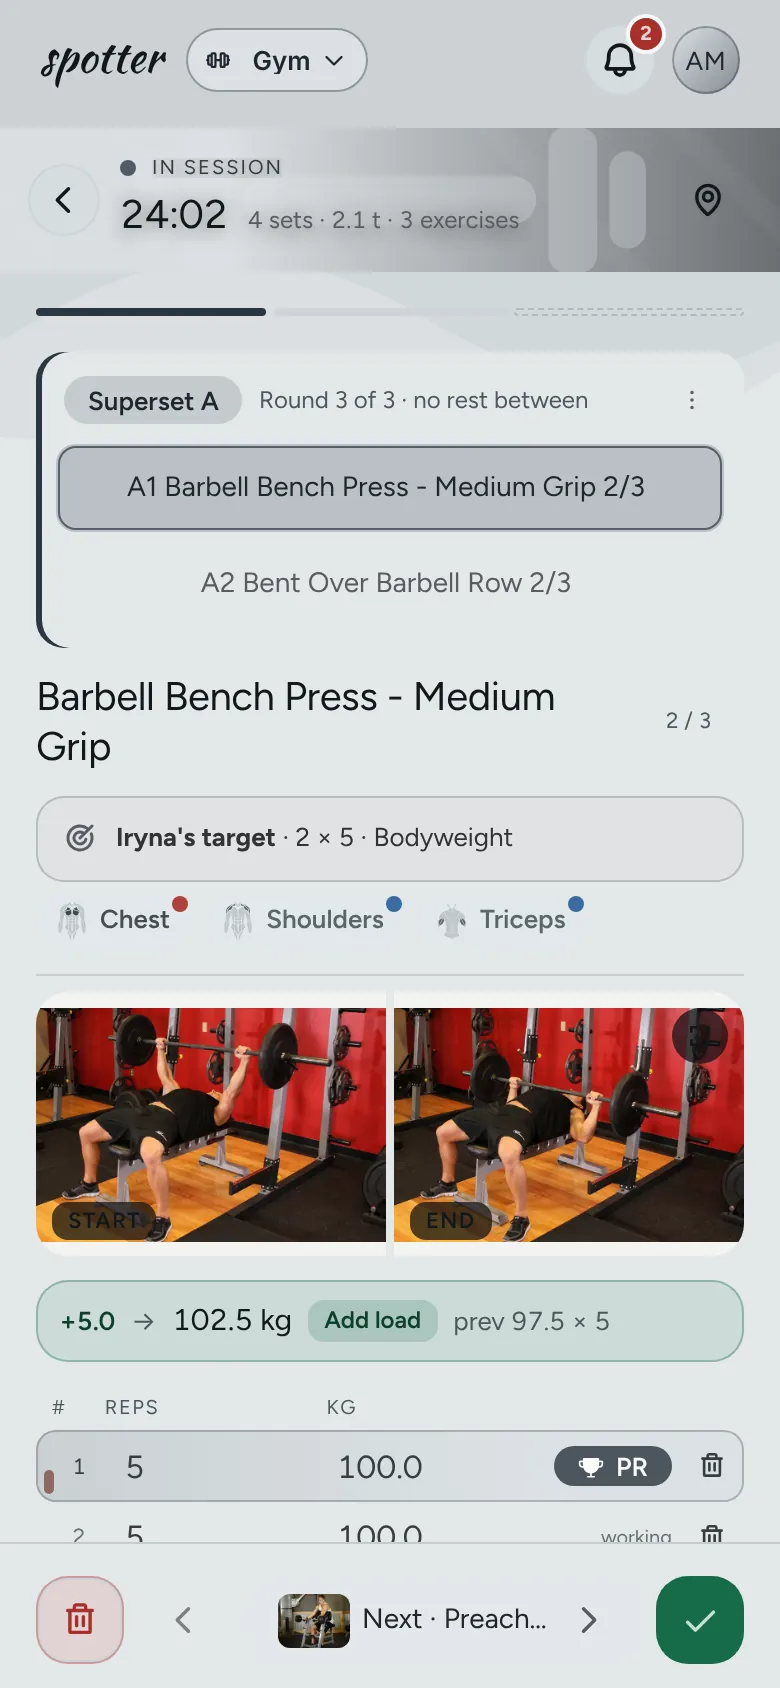 spotter
Gym
2
AM
IN SESSION
24:02 4 sets · 2.1 t · 3 exercises
Superset A Round 3 of 3 · no rest between
A1 Barbell Bench Press - Medium Grip 2/3
A2 Bent Over Barbell Row 2/3
Barbell Bench Press - Medium
Grip
2 / 3
Iryna's target · 2 × 5 · Bodyweight
Chest Shoulders Triceps
START END
+5.0 → 102.5 kg Add load prev 97.5 × 5
# REPS KG
1 5 100.0 PR
2 5 100.0 working
Next · Preach...